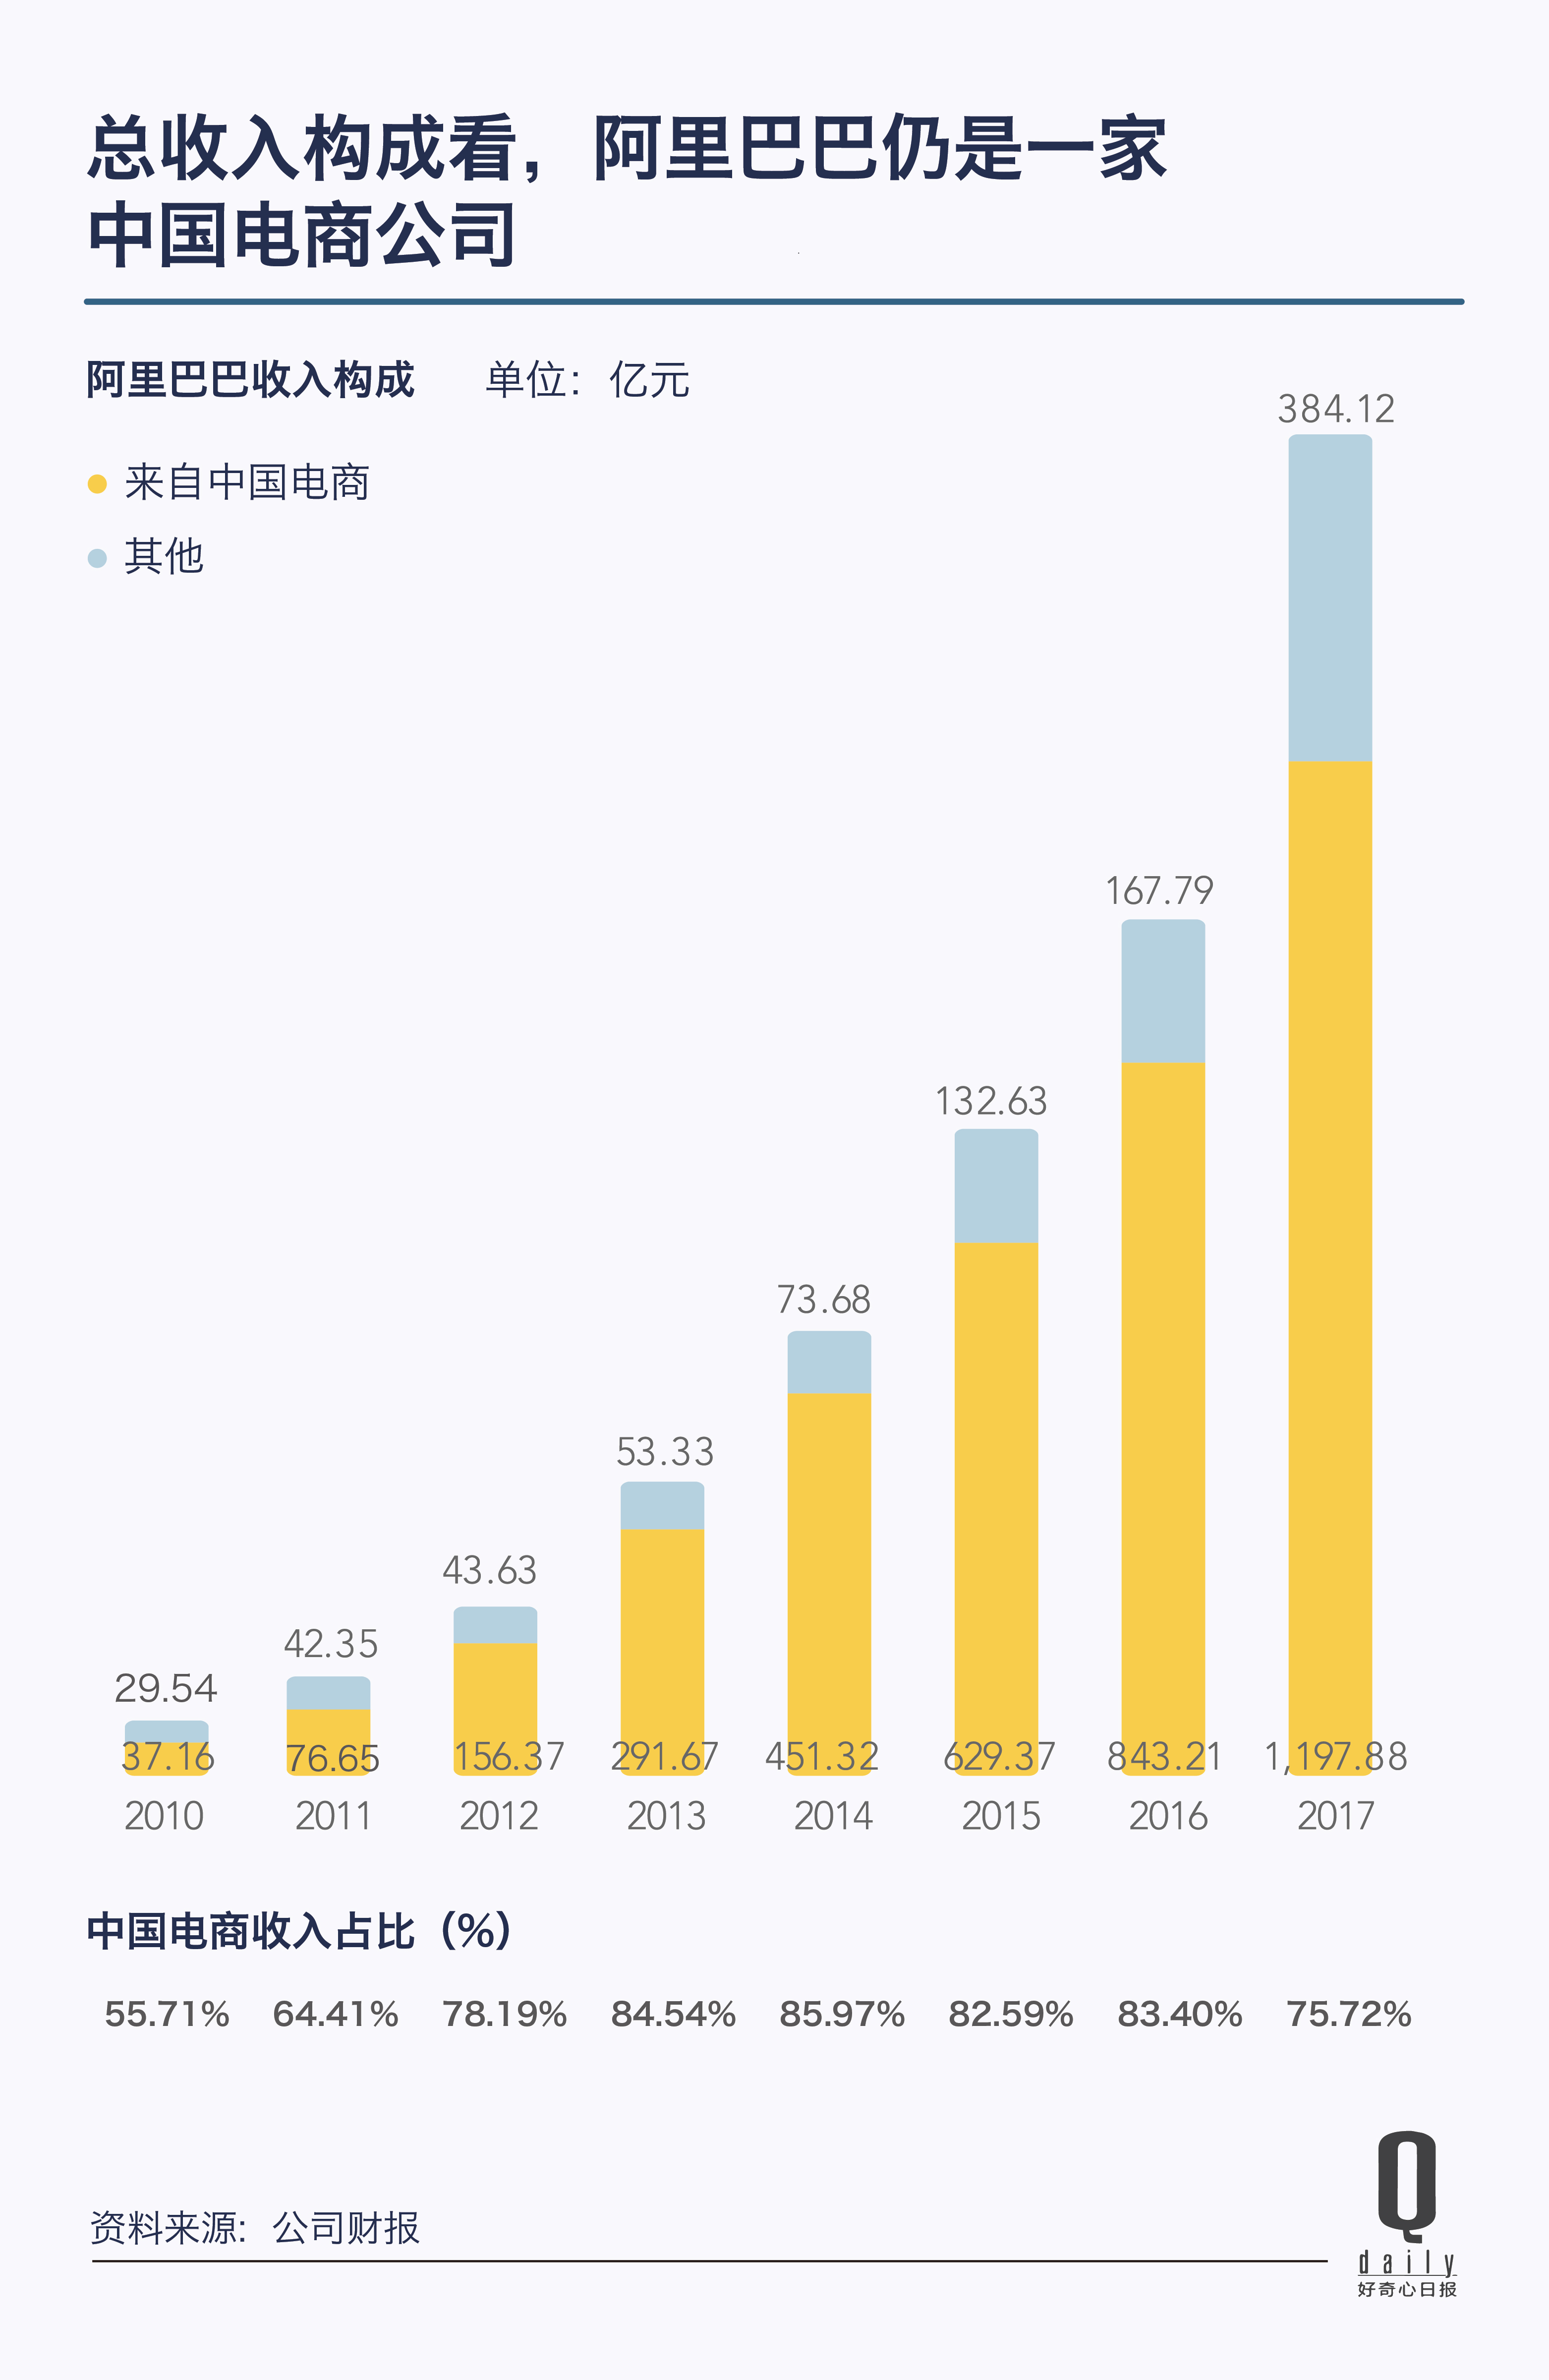 总收入构成看，阿里巴巴仍是一家
中国电商公司
阿里巴巴收入构成 单位：亿元
来自中国电商
其他
384.12
167.79
132.63
73.68
53.33
43.63
42.35
29.54
37.16 76.65 156.37 291.67 451.32 629.37 843.21 1,197.88
2010 2011 2012 2013 2014 2015 2016 2017
中国电商收入占比（%）
55.71% 64.41% 78.19% 84.54% 85.97% 82.59% 83.40% 75.72%
资料来源：公司财报
Q
daily
好奇心日报